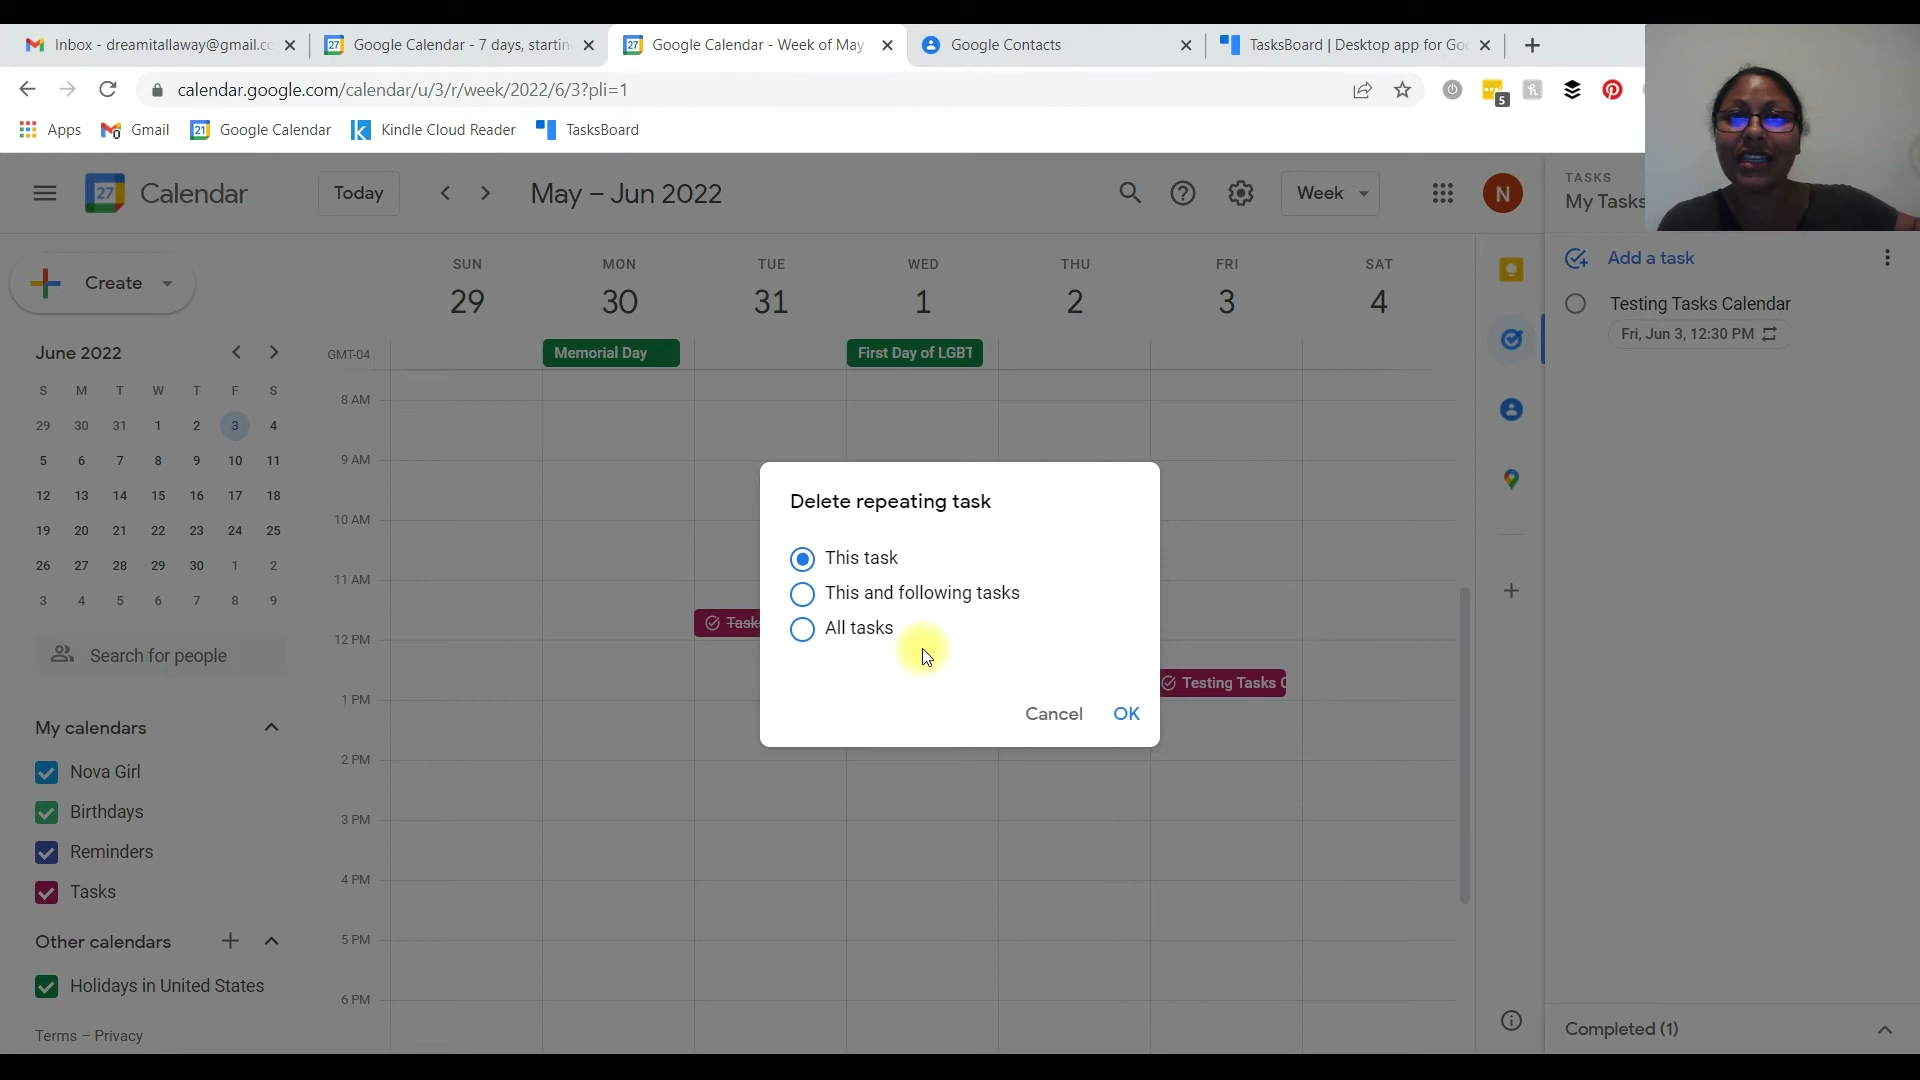 Inbox - dreamitallaway@gmail.c
Google Calendar - 7 days, startin
Google Calendar - Week of May
Google Contacts
TasksBoard | Desktop app for Go
calendar.google.com/calendar/u/3/r/week/2022/6/3?pli=1
5
Apps
Gmail
21
Google Calendar
Kindle Cloud Reader
TasksBoard
27
Calendar
Today
May – Jun 2022
Week
N
TASKS
My Tasks
Create
SUN MON TUE WED THU FRI SAT
29 30 31 1 2 3 4
Add a task
Testing Tasks Calendar
Fri, Jun 3, 12:30 PM
June 2022
GMT-04
Memorial Day
First Day of LGBT
S M T W T F S
29 30 31 1 2 3 4
5 6 7 8 9 10 11
12 13 14 15 16 17 18
19 20 21 22 23 24 25
26 27 28 29 30 1 2
3 4 5 6 7 8 9
8 AM
9 AM
10 AM
11 AM
12 PM
1 PM
2 PM
3 PM
4 PM
5 PM
6 PM
Task
Testing Tasks C
Delete repeating task
This task
This and following tasks
All tasks
Cancel
OK
Search for people
My calendars
Nova Girl
Birthdays
Reminders
Tasks
Other calendars
Holidays in United States
Terms – Privacy
Completed (1)